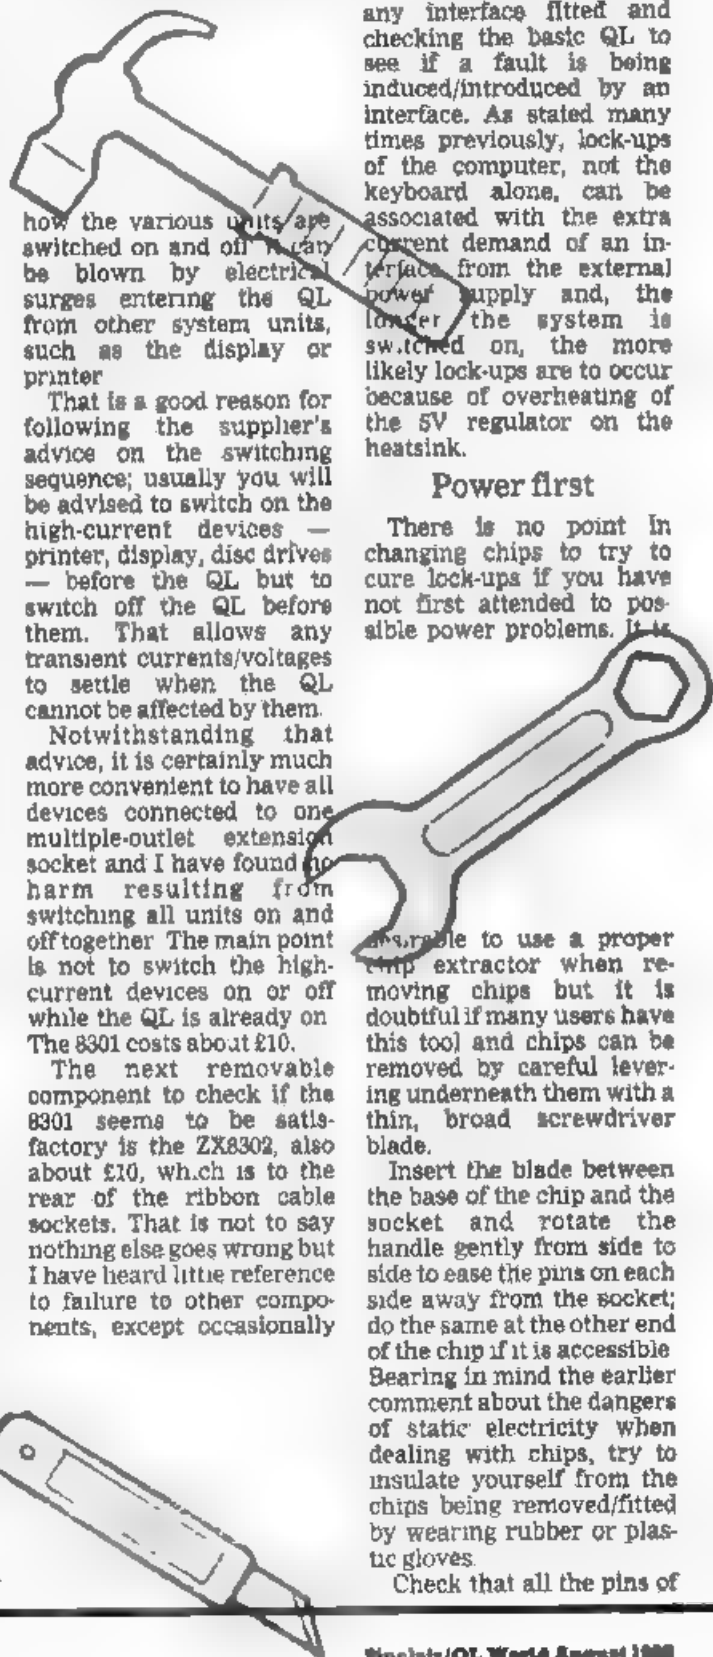 how the various units are
switched on and off it can
be blown by electrical
surges entering the QL
from other system units,
such as the display or
printer
That is a good reason for
following the supplier's
advice on the switching
sequence; usually you will
be advised to switch on the
high-current devices —
printer, display, disc drives
— before the QL but to
switch off the QL before
them. That allows any
transient currents/voltages
to settle when the QL
cannot be affected by them.
Notwithstanding that
advice, it is certainly much
more convenient to have all
devices connected to one
multiple-outlet extension
socket and I have found no
harm resulting from
switching all units on and
off together The main point
is not to switch the high-
current devices on or off
while the QL is already on
The 8301 costs about £10.
The next removable
component to check if the
8301 seems to be satis-
factory is the ZX8302, also
about £10, which is to the
rear of the ribbon cable
sockets. That is not to say
nothing else goes wrong but
I have heard little reference
to failure to other compo-
nents, except occasionally
any interface fitted and
checking the basic QL to
see if a fault is being
induced/introduced by an
interface. As stated many
times previously, lock-ups
of the computer, not the
keyboard alone, can be
associated with the extra
current demand of an in-
terface from the external
power supply and, the
longer the system is
switched on, the more
likely lock-ups are to occur
because of overheating of
the 5V regulator on the
heatsink.
Power first
There is no point in
changing chips to try to
cure lock-ups if you have
not first attended to pos-
sible power problems. It is
desirable to use a proper
chip extractor when re-
moving chips but it is
doubtful if many users have
this tool and chips can be
removed by careful lever-
ing underneath them with a
thin, broad screwdriver
blade.
Insert the blade between
the base of the chip and the
socket and rotate the
handle gently from side to
side to ease the pins on each
side away from the socket;
do the same at the other end
of the chip if it is accessible
Bearing in mind the earlier
comment about the dangers
of static electricity when
dealing with chips, try to
insulate yourself from the
chips being removed/fitted
by wearing rubber or plas-
tic gloves.
Check that all the pins of
Sinclair/QL World August